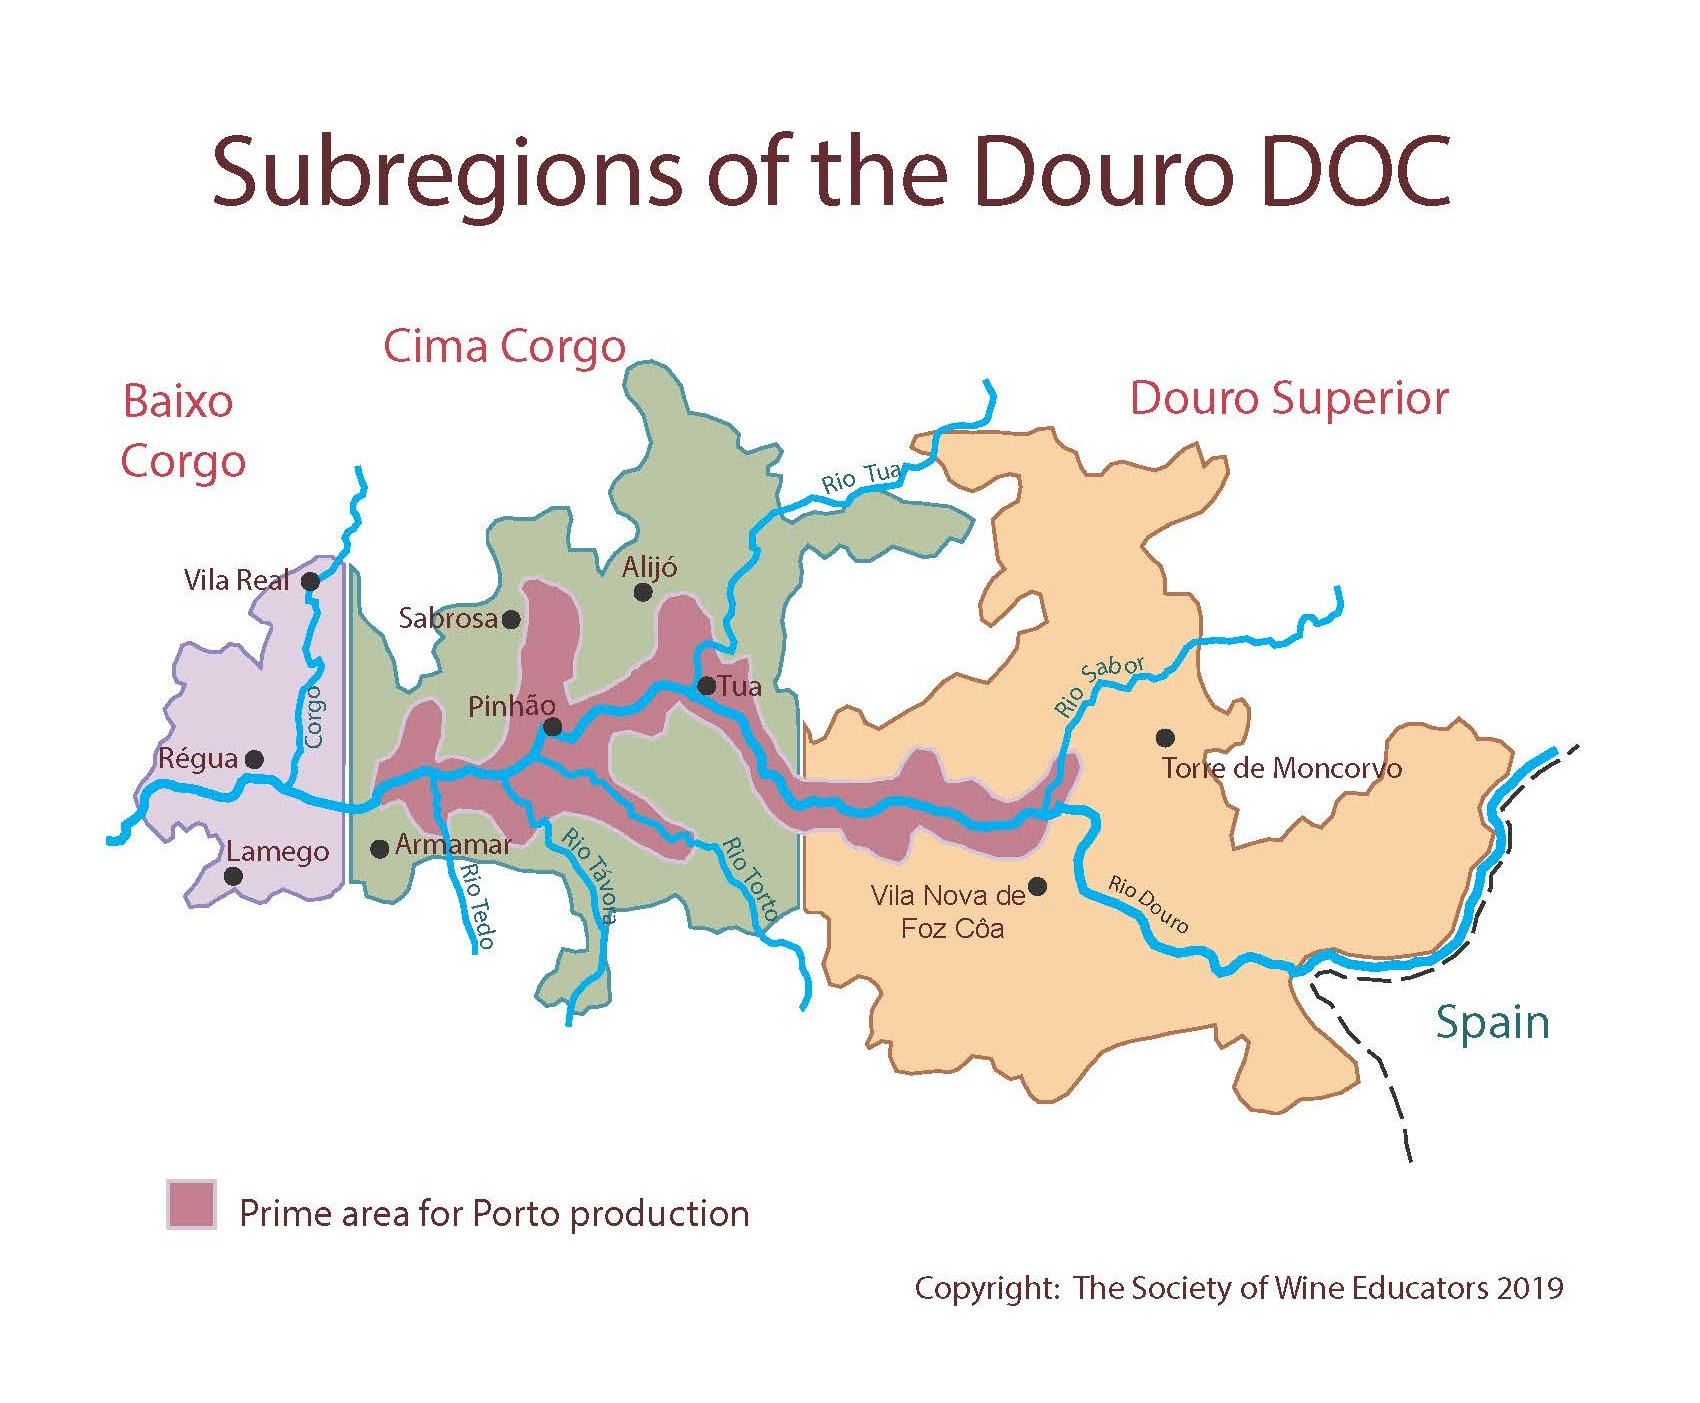 Subregions of the Douro DOC
Cima Corgo
Baixo
Corgo
Douro Superior
Rio Tua
Vila Real
Alijó
Sabrosa
Rio Sabor
Tua
Pinhão
Corgo
Régua
Torre de Moncorvo
Armamar
Lamego
Rio Távora
Rio Torto
Rio Tedo
Vila Nova de
Foz Côa
Rio Douro
Spain
Prime area for Porto production
Copyright: The Society of Wine Educators 2019